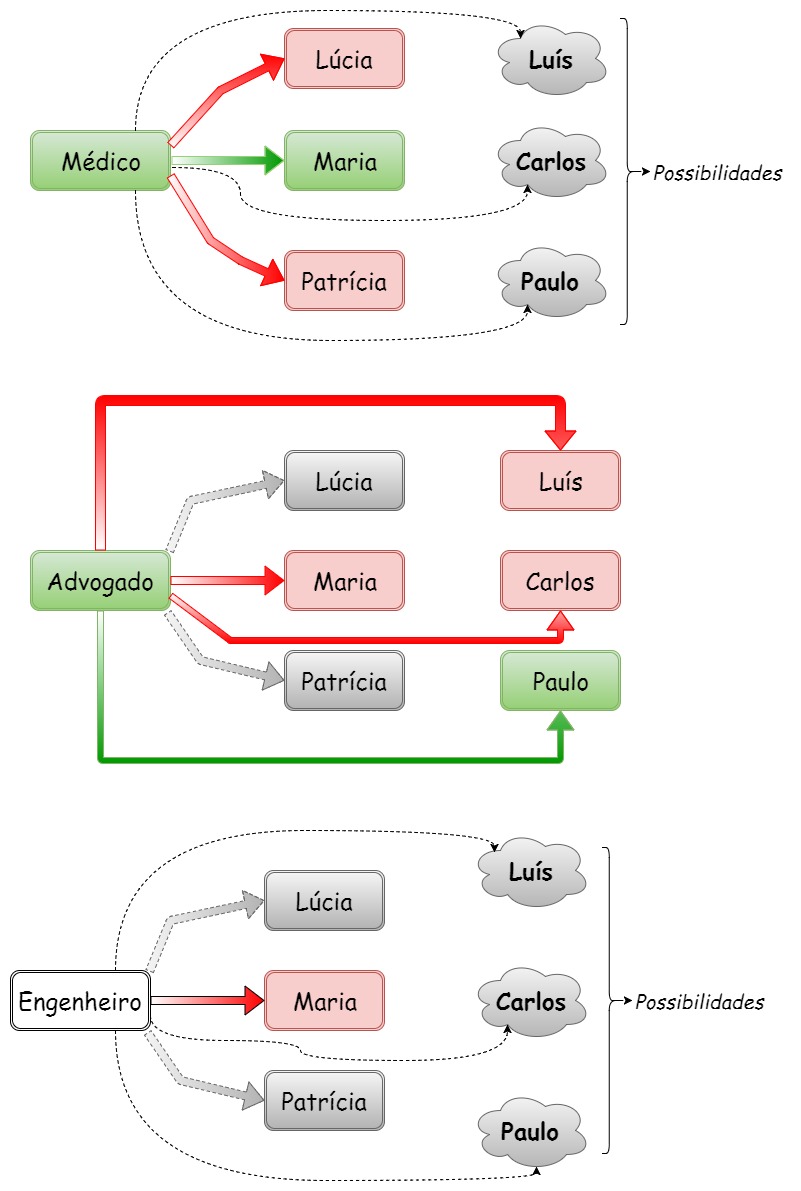 Lúcia
Luís
Médico
Maria
Carlos
Possibilidades
Patrícia
Paulo
Lúcia
Luís
Advogado
Maria
Carlos
Patrícia
Paulo
Luís
Lúcia
Engenheiro
Maria
Carlos
Possibilidades
Patrícia
Paulo